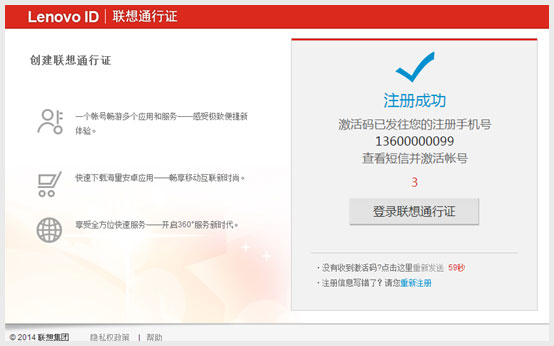 Lenovo ID | 联想通行证
创建联想通行证
一个帐号畅游多个应用和服务——感受极致便捷新
体验。
快速下载海量安卓应用——畅享移动互联新时尚。
享受全方位快速服务——开启360°服务新时代。
注册成功
激活码已发往您的注册手机号
13600000099
查看短信并激活帐号
3
登录联想通行证
· 没有收到激活码?点击这里重新发送 59秒
· 注册信息写错了? 请您重新注册
© 2014 联想集团 隐私权政策 | 帮助